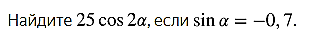 Найдите 25 cos 2α, если sin α = −0, 7.